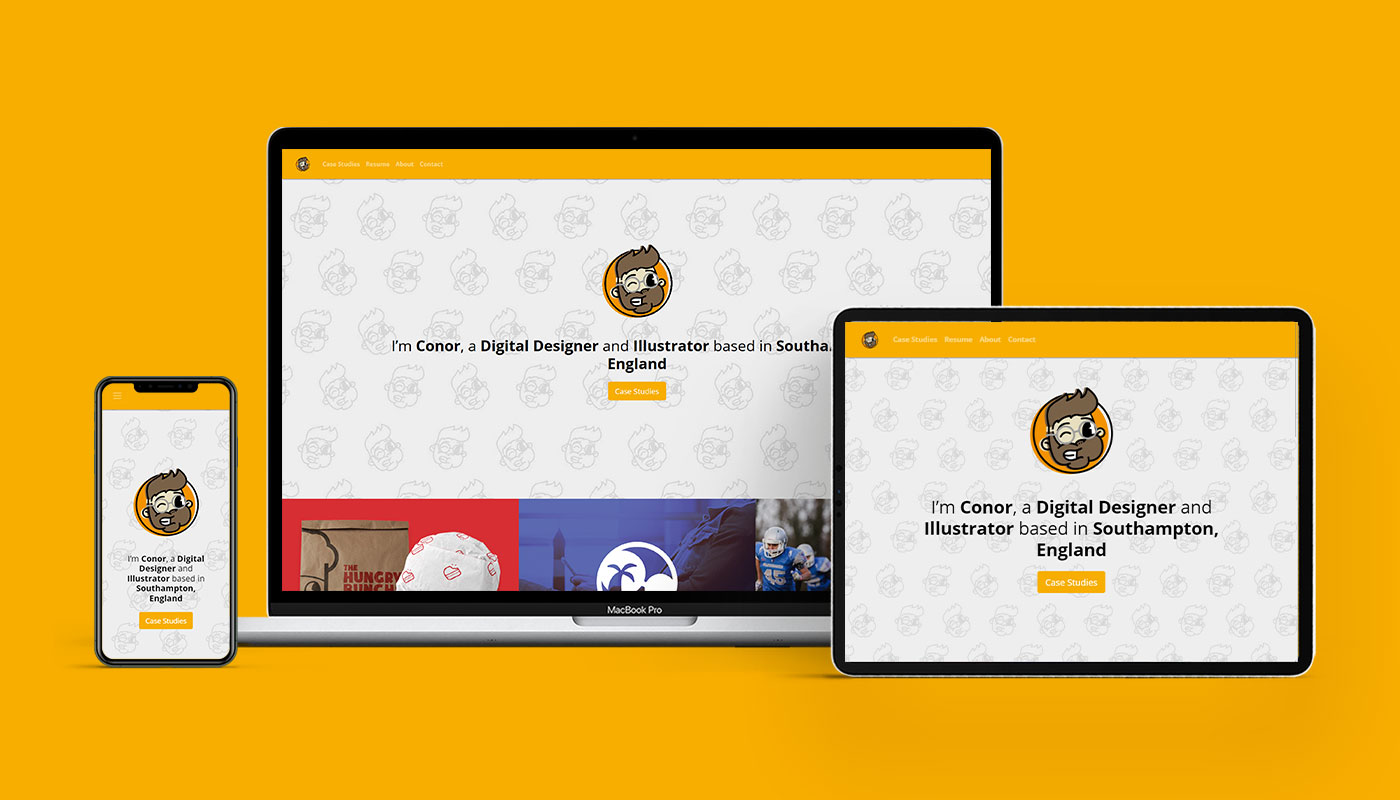 Case Studies Resume About Contact
I'm Conor, a Digital Designer and Illustrator based in Southa
England
Case Studies
THE
HUNGRY
BUNCH
45
MacBook Pro
Case Studies Resume About Contact
I'm Conor, a Digital Designer and
Illustrator based in Southampton,
England
Case Studies
I'm Conor, a Digital
Designer and
Illustrator based in
Southampton,
England
Case Studies